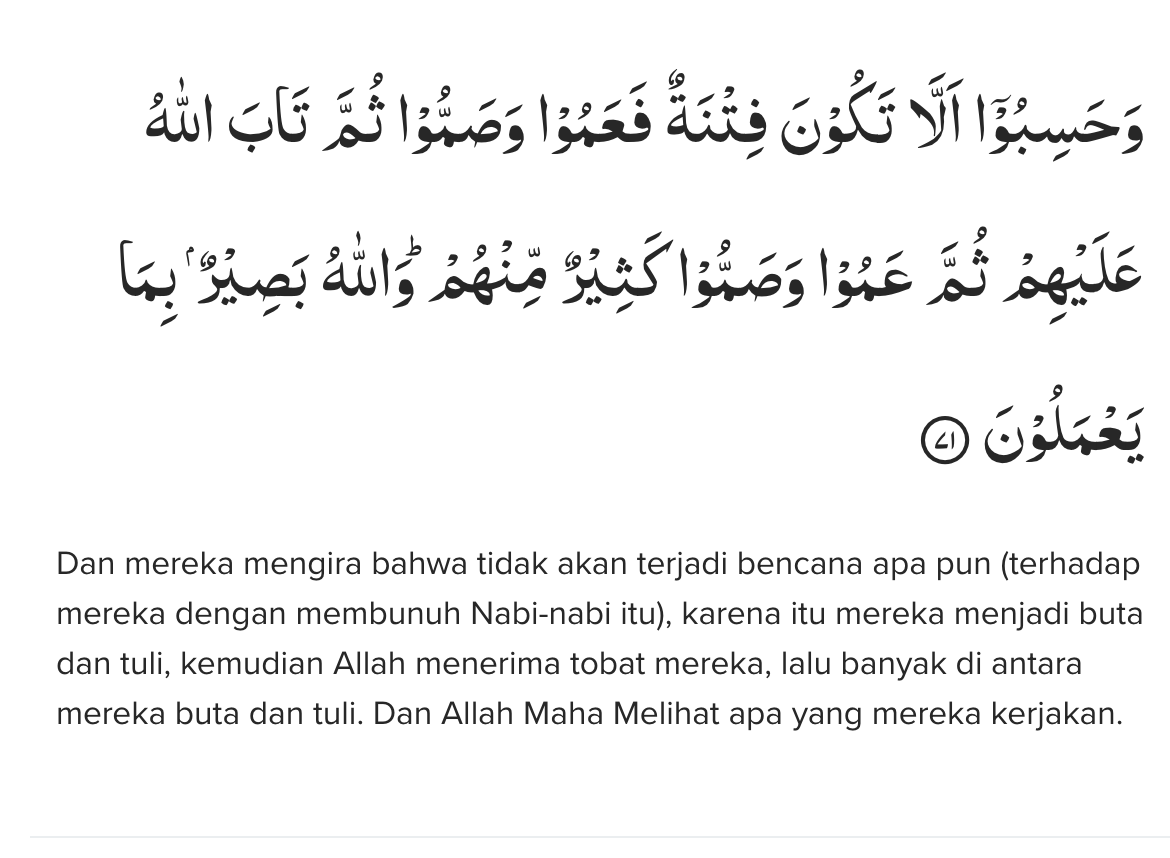 وَحَسِبُوْٓا اَلَّا تَكُوْنَ فِتْنَةٌ فَعَمُوْا وَصَمُّوْا ثُمَّ تَابَ اللّٰهُ
عَلَيْهِمْ ثُمَّ عَمُوْا وَصَمُّوْا كَثِيْرٌ مِّنْهُمْۗ وَاللّٰهُ بَصِيْرٌۢ بِمَا
يَعْمَلُوْنَ ٧١
Dan mereka mengira bahwa tidak akan terjadi bencana apa pun (terhadap
mereka dengan membunuh Nabi-nabi itu), karena itu mereka menjadi buta
dan tuli, kemudian Allah menerima tobat mereka, lalu banyak di antara
mereka buta dan tuli. Dan Allah Maha Melihat apa yang mereka kerjakan.